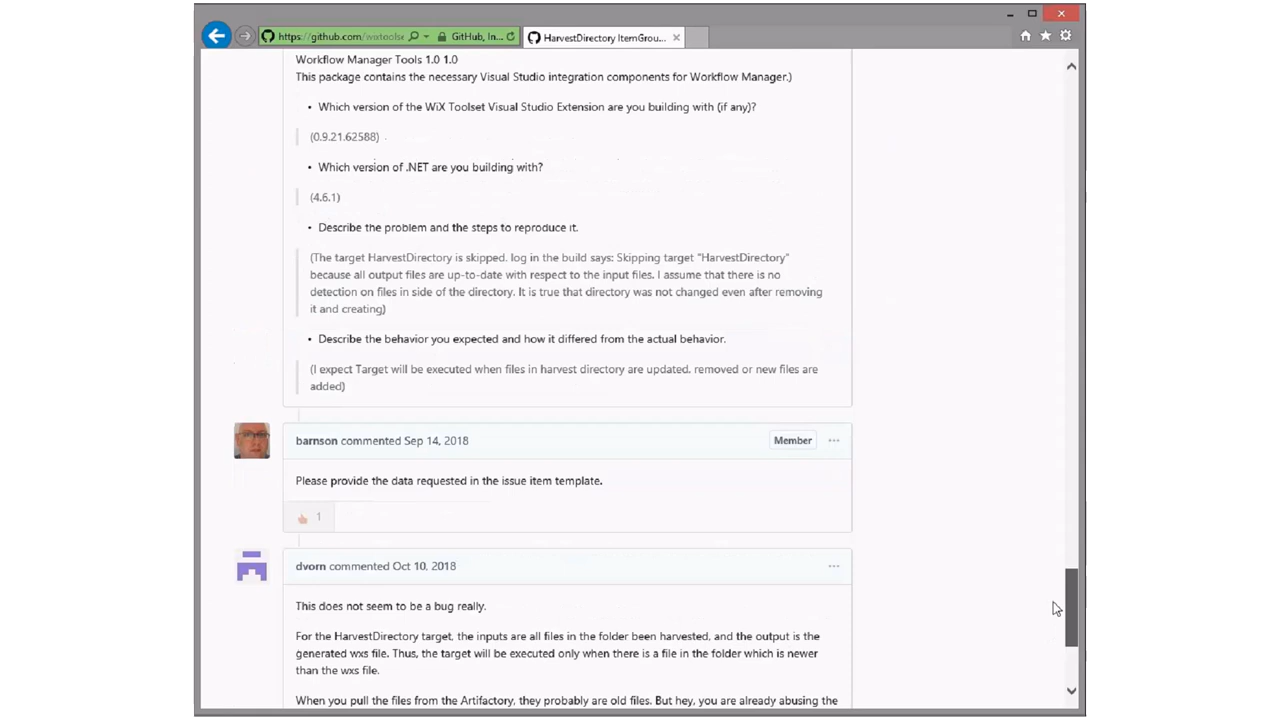 https://github.com/wixtoolse
GitHub, In...
HarvestDirectory ItemGrou...
Workflow Manager Tools 1.0 1.0
This package contains the necessary Visual Studio integration components for Workflow Manager.)
• Which version of the WiX Toolset Visual Studio Extension are you building with (if any)?
(0.9.21.62588)
• Which version of .NET are you building with?
(4.6.1)
• Describe the problem and the steps to reproduce it.
(The target HarvestDirectory is skipped. log in the build says: Skipping target "HarvestDirectory"
because all output files are up-to-date with respect to the input files. I assume that there is no
detection on files in side of the directory. It is true that directory was not changed even after removing
it and creating)
• Describe the behavior you expected and how it differed from the actual behavior.
(I expect Target will be executed when files in harvest directory are updated, removed or new files are
added)
barnson commented Sep 14, 2018
Member
Please provide the data requested in the issue item template.
1
dvorn commented Oct 10, 2018
This does not seem to be a bug really.
For the HarvestDirectory target, the inputs are all files in the folder been harvested, and the output is the
generated wxs file. Thus, the target will be executed only when there is a file in the folder which is newer
than the wxs file.
When you pull the files from the Artifactory, they probably are old files. But hey, you are already abusing the